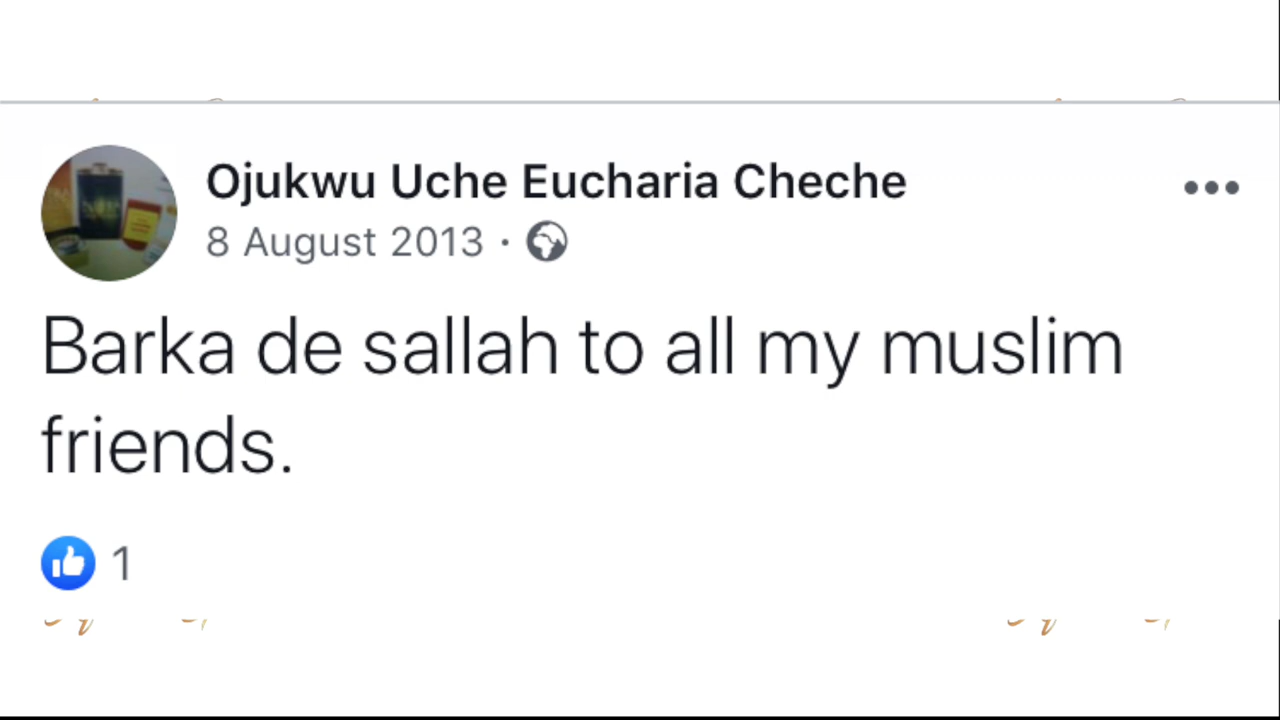 Ojukwu Uche Eucharia Cheche
8 August 2013 ·
Barka de sallah to all my muslim
friends.
1